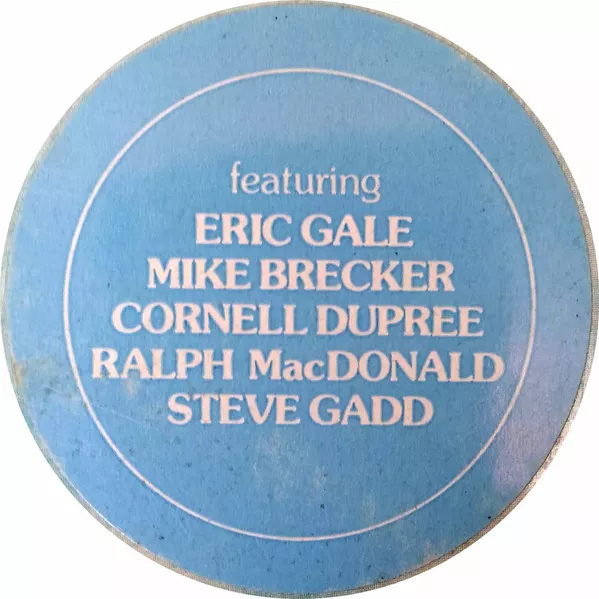 featuring
ERIC GALE
MIKE BRECKER
CORNELL DUPREE
RALPH MacDONALD
STEVE GADD